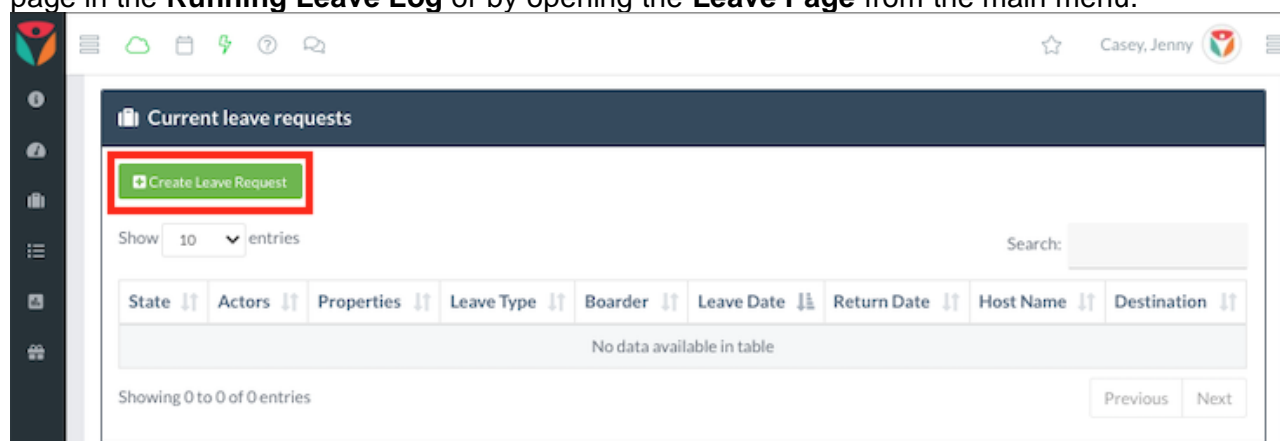 page in the Running Leave Log or by opening the Leave Page from the main menu.
Casey, Jenny
Current leave requests
Create Leave Request
Show 10 entries
Search:
State Actors Properties Leave Type Boarder Leave Date Return Date Host Name Destination
No data available in table
Showing 0 to 0 of 0 entries
Previous Next